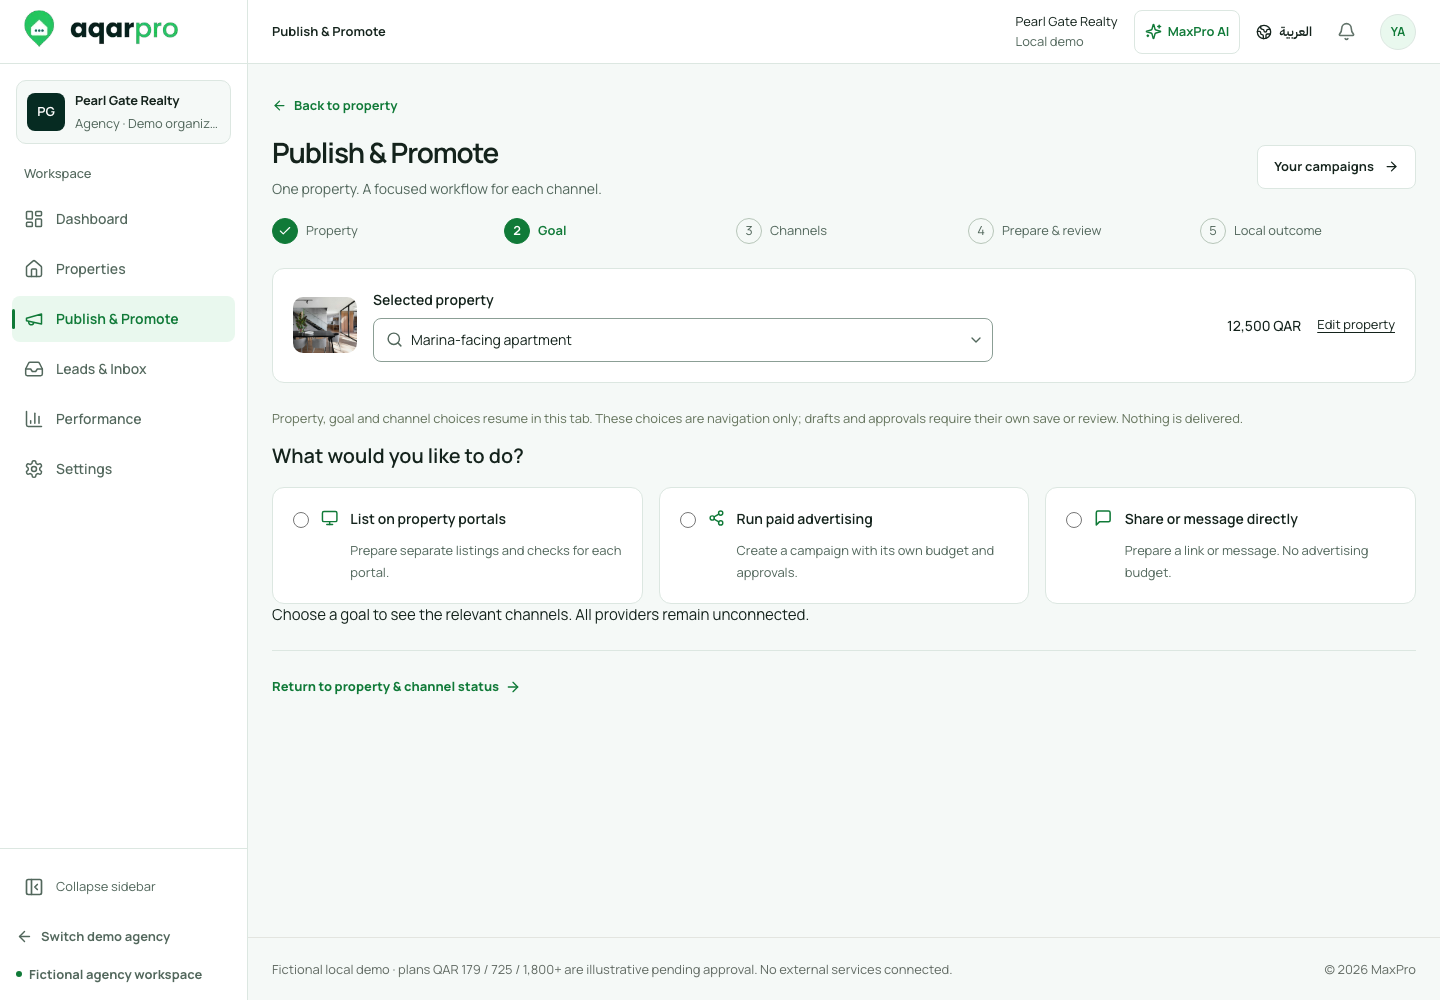 aqarpro
Publish & Promote
Pearl Gate Realty
Local demo
MaxPro AI
العربية
YA
PG
Pearl Gate Realty
Agency · Demo organiz...
Workspace
Dashboard
Properties
Publish & Promote
Leads & Inbox
Performance
Settings
Collapse sidebar
Switch demo agency
Fictional agency workspace
Back to property
Publish & Promote
One property. A focused workflow for each channel.
Your campaigns
Property
2 Goal
3 Channels
4 Prepare & review
5 Local outcome
Selected property
Marina-facing apartment
12,500 QAR
Edit property
Property, goal and channel choices resume in this tab. These choices are navigation only; drafts and approvals require their own save or review. Nothing is delivered.
What would you like to do?
List on property portals
Prepare separate listings and checks for each
portal.
Run paid advertising
Create a campaign with its own budget and
approvals.
Share or message directly
Prepare a link or message. No advertising
budget.
Choose a goal to see the relevant channels. All providers remain unconnected.
Return to property & channel status
Fictional local demo · plans QAR 179 / 725 / 1,800+ are illustrative pending approval. No external services connected.
© 2026 MaxPro